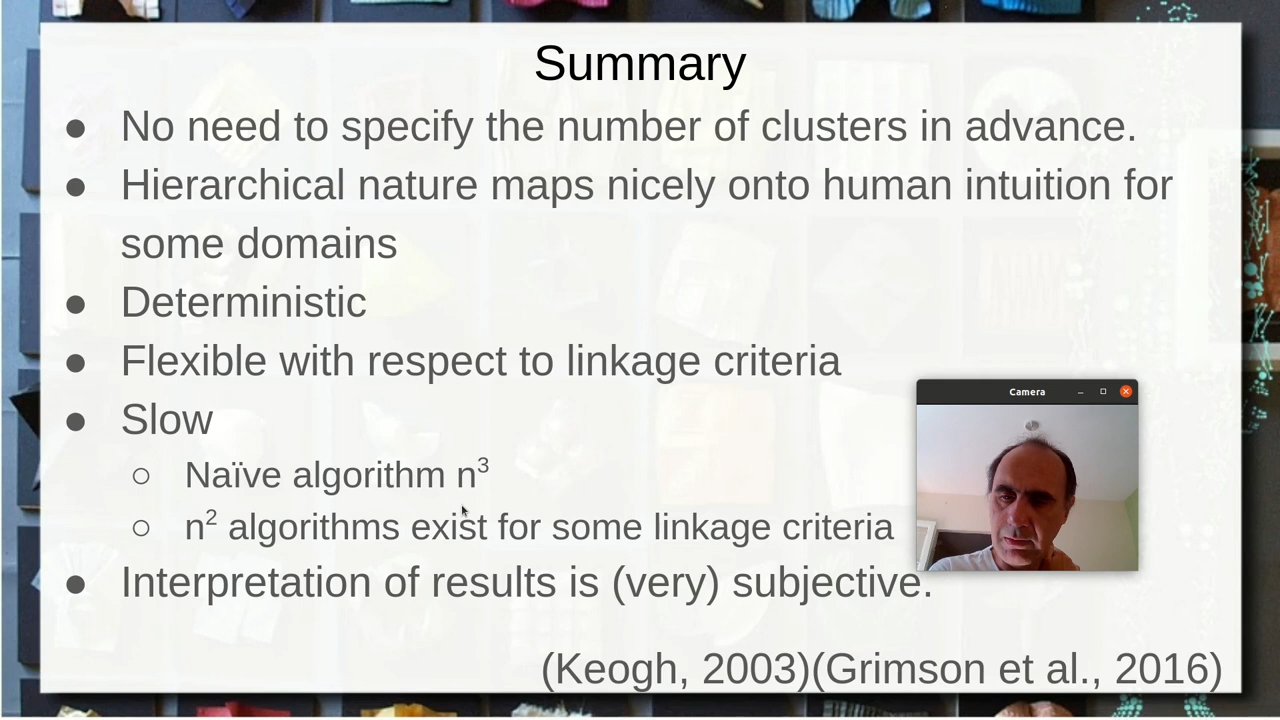 Summary
● No need to specify the number of clusters in advance.
● Hierarchical nature maps nicely onto human intuition for
some domains
● Deterministic
● Flexible with respect to linkage criteria
Camera
● Slow
○ Naïve algorithm n³
○ n² algorithms exist for some linkage criteria
● Interpretation of results is (very) subjective.
(Keogh, 2003)(Grimson et al., 2016)